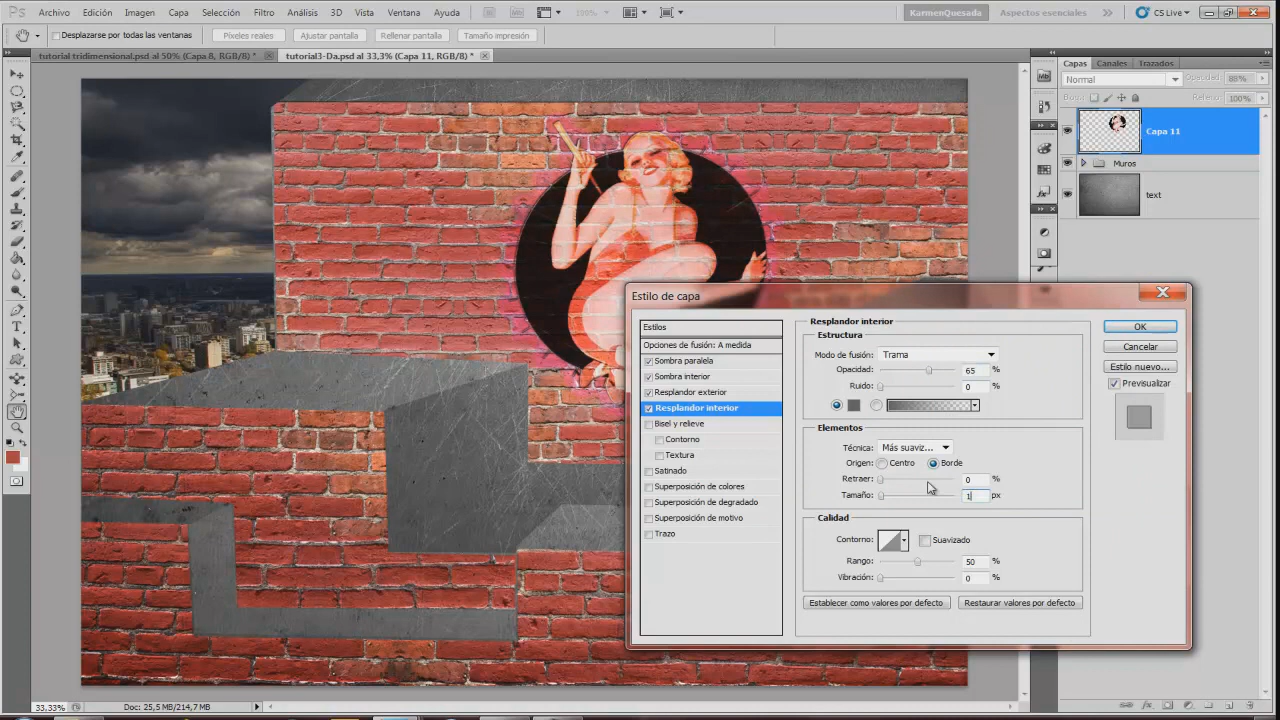 Archivo Edición Imagen Capa Selección Filtro Análisis 3D Vista Ventana Ayuda 100% KarmenQuesada Aspectos esenciales CS Live
Desplazarse por todas las ventanas Píxeles reales Ajustar pantalla Rellenar pantalla Tamaño impresión
tutorial tridimensional.psd al 50% (Capa 8, RGB/8) * tutorial3-Da.psd al 33,3% (Capa 11, RGB/8) *
Capas Canales Trazados
Normal Opacidad: 88%
Relleno: 100%
Capa 11
Muros
text
Estilo de capa
Estilos
Opciones de fusión: A medida
Sombra paralela
Sombra interior
Resplandor exterior
Resplandor interior
Bisel y relieve
Contorno
Textura
Satinado
Superposición de colores
Superposición de degradado
Superposición de motivo
Trazo
Resplandor interior
Estructura
Modo de fusión: Trama
Opacidad: 65 %
Ruido: 0 %
Elementos
Técnica: Más suaviz...
Origen: Centro Borde
Retraer: 0 %
Tamaño: 1 px
Calidad
Contorno: Suavizado
Rango: 50 %
Vibración: 0 %
Establecer como valores por defecto Restaurar valores por defecto
OK
Cancelar
Estilo nuevo...
Previsualizar
33,33% Doc: 25,5 MB/214,7 MB